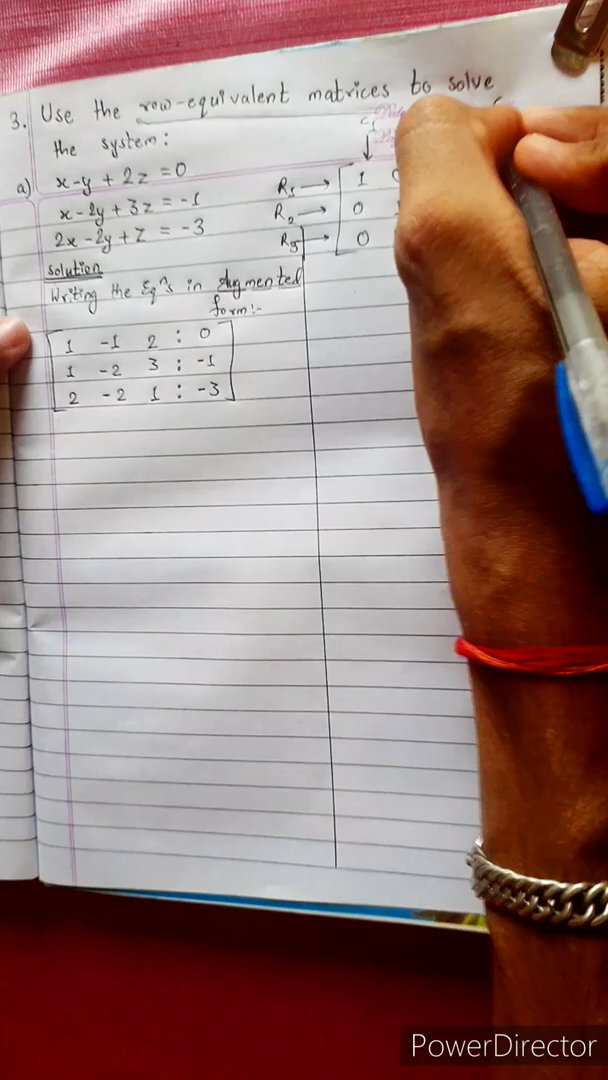 3. Use the row-equivalent matrices to solve
the system:
a) x-y + 2z = 0
x - 2y + 3z = -1
2x - 2y + z = -3
C1
R1 → [ 1
R2 → 0
R3 → 0
solution
Writing the Eqns in Augmented
form:-
1 -1 2 : 0
1 -2 3 : -1
2 -2 1 : -3
PowerDirector